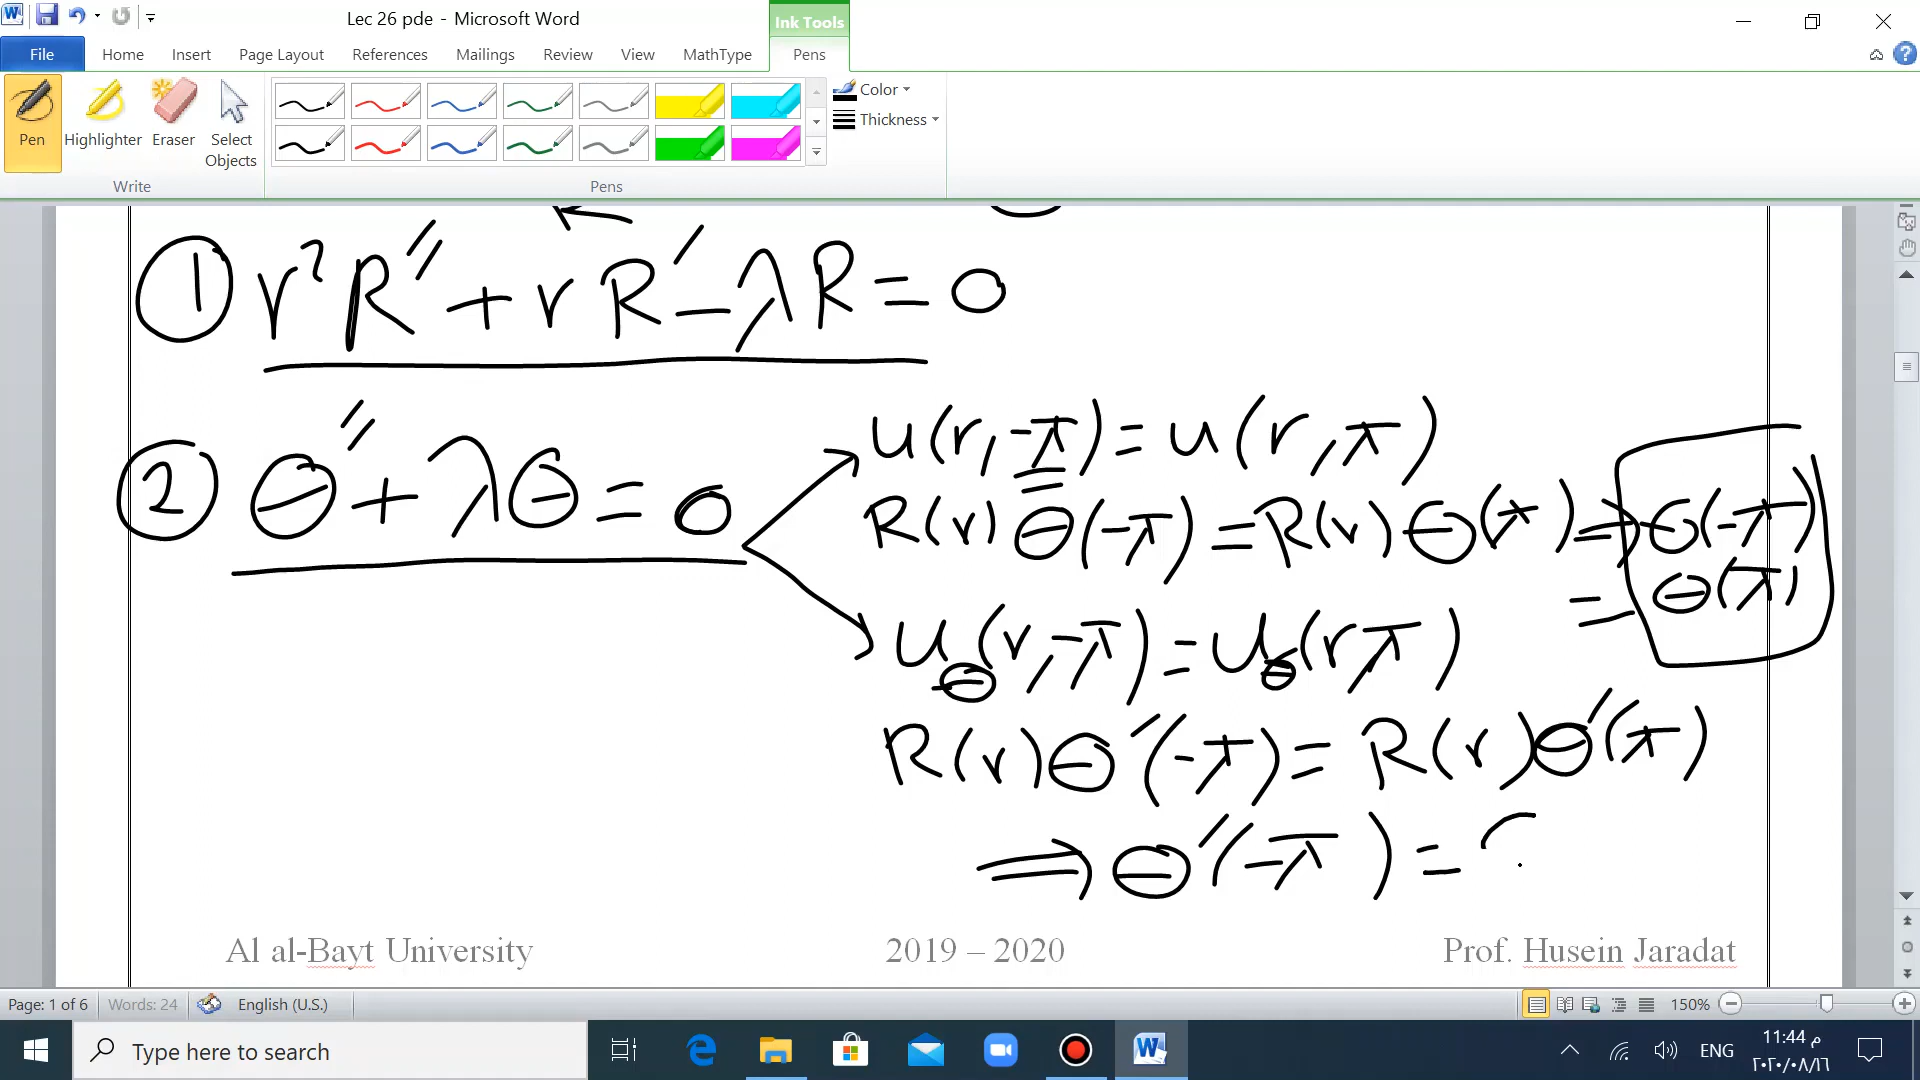 Lec 26 pde - Microsoft Word
Ink Tools
File Home Insert Page Layout References Mailings Review View MathType Pens
Pen Highlighter Eraser Select Objects
Color
Thickness
Write
Pens
① r²R″ + rR′ − λR = 0
② Θ″ + λΘ = 0
u(r, −π) = u(r, π)
R(r) Θ(−π) = R(r) Θ(π) ⇒ Θ(−π)
= Θ(π)
u_Θ(r, −π) = u_Θ(r π)
R(r) Θ′(−π) = R(r) Θ′(π)
⇒ Θ′(−π) =
Al al-Bayt University 2019 – 2020 Prof. Husein Jaradat
Page: 1 of 6 Words: 24 English (U.S.) 150%
Type here to search
ENG
11:44 م
٢٠٢٠/٠٨/١٦